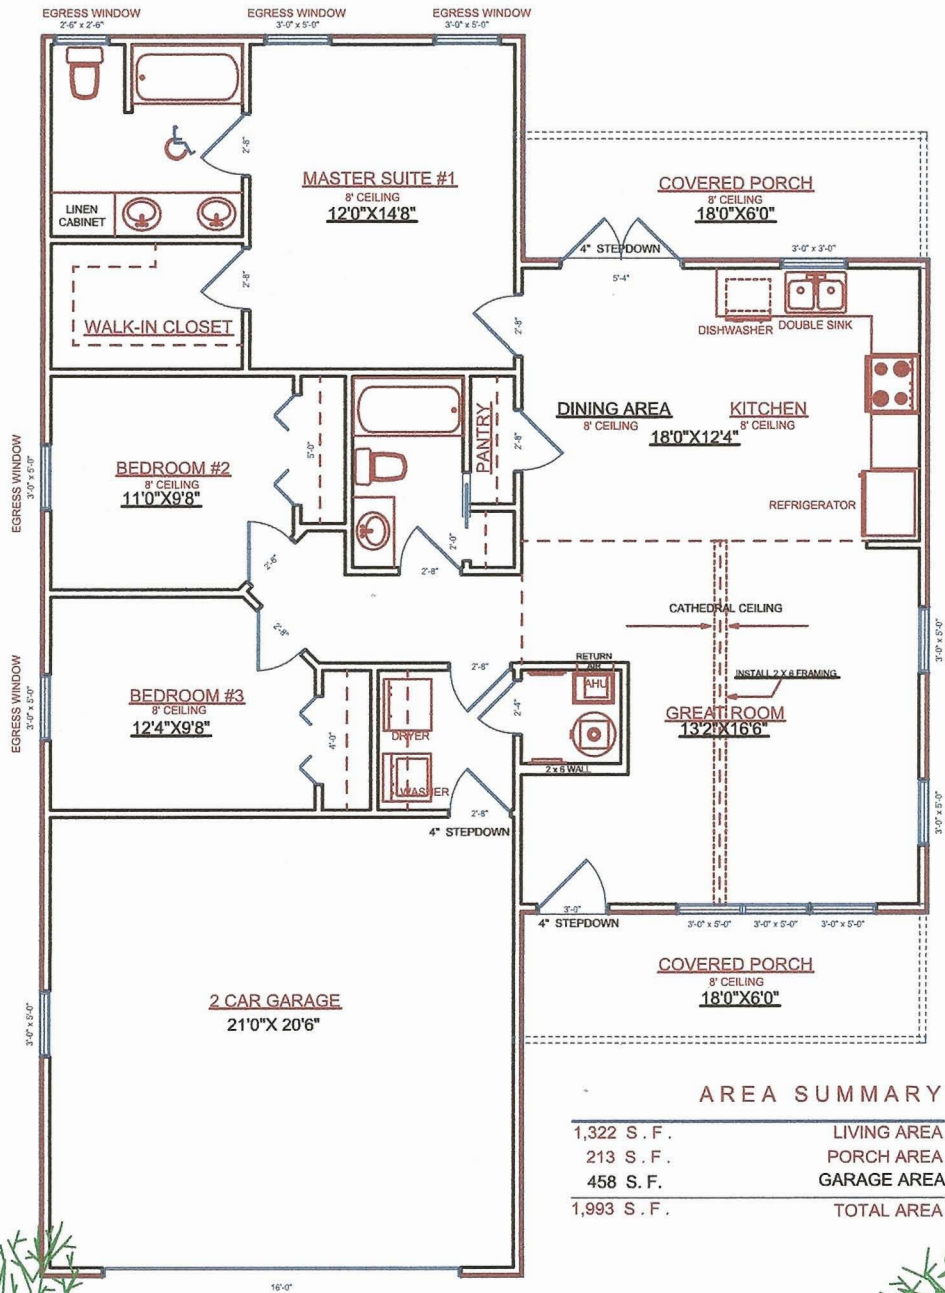 EGRESS WINDOW
2'-6" x 2'-6"
EGRESS WINDOW
3'-0" x 5'-0"
EGRESS WINDOW
3'-0" x 5'-0"
2'-8"
MASTER SUITE #1
8' CEILING
12'0"X14'8"
LINEN
CABINET
COVERED PORCH
8' CEILING
18'0"X6'0"
4" STEPDOWN
5'-4"
3'-0" x 3'-0"
2'-8"
WALK-IN CLOSET
2'-8"
DISHWASHER
DOUBLE SINK
DINING AREA
8' CEILING
KITCHEN
8' CEILING
18'0"X12'4"
PANTRY
2'-8"
EGRESS WINDOW
3'-0" x 5'-0"
BEDROOM #2
8' CEILING
11'0"X9'8"
5'-0"
REFRIGERATOR
2'-6"
2'-0"
2'-8"
CATHEDRAL CEILING
3'-0" x 5'-0"
2'-8"
EGRESS WINDOW
3'-0" x 5'-0"
BEDROOM #3
8' CEILING
12'4"X9'8"
4'-0"
2'-6"
RETURN
AIR
AHU
2'-4"
INSTALL 2 X 6 FRAMING
GREAT ROOM
13'2"X16'6"
DRYER
WASHER
2 x 6 WALL
2'-8"
4" STEPDOWN
3'-0" x 5'-0"
3'-0"
4" STEPDOWN
3'-0" x 5'-0"
3'-0" x 5'-0"
3'-0" x 5'-0"
COVERED PORCH
8' CEILING
18'0"X6'0"
2 CAR GARAGE
21'0"X 20'6"
3'-0" x 5'-0"
16'-0"
AREA SUMMARY
1,322 S.F. LIVING AREA
213 S.F. PORCH AREA
458 S.F. GARAGE AREA
1,993 S.F. TOTAL AREA